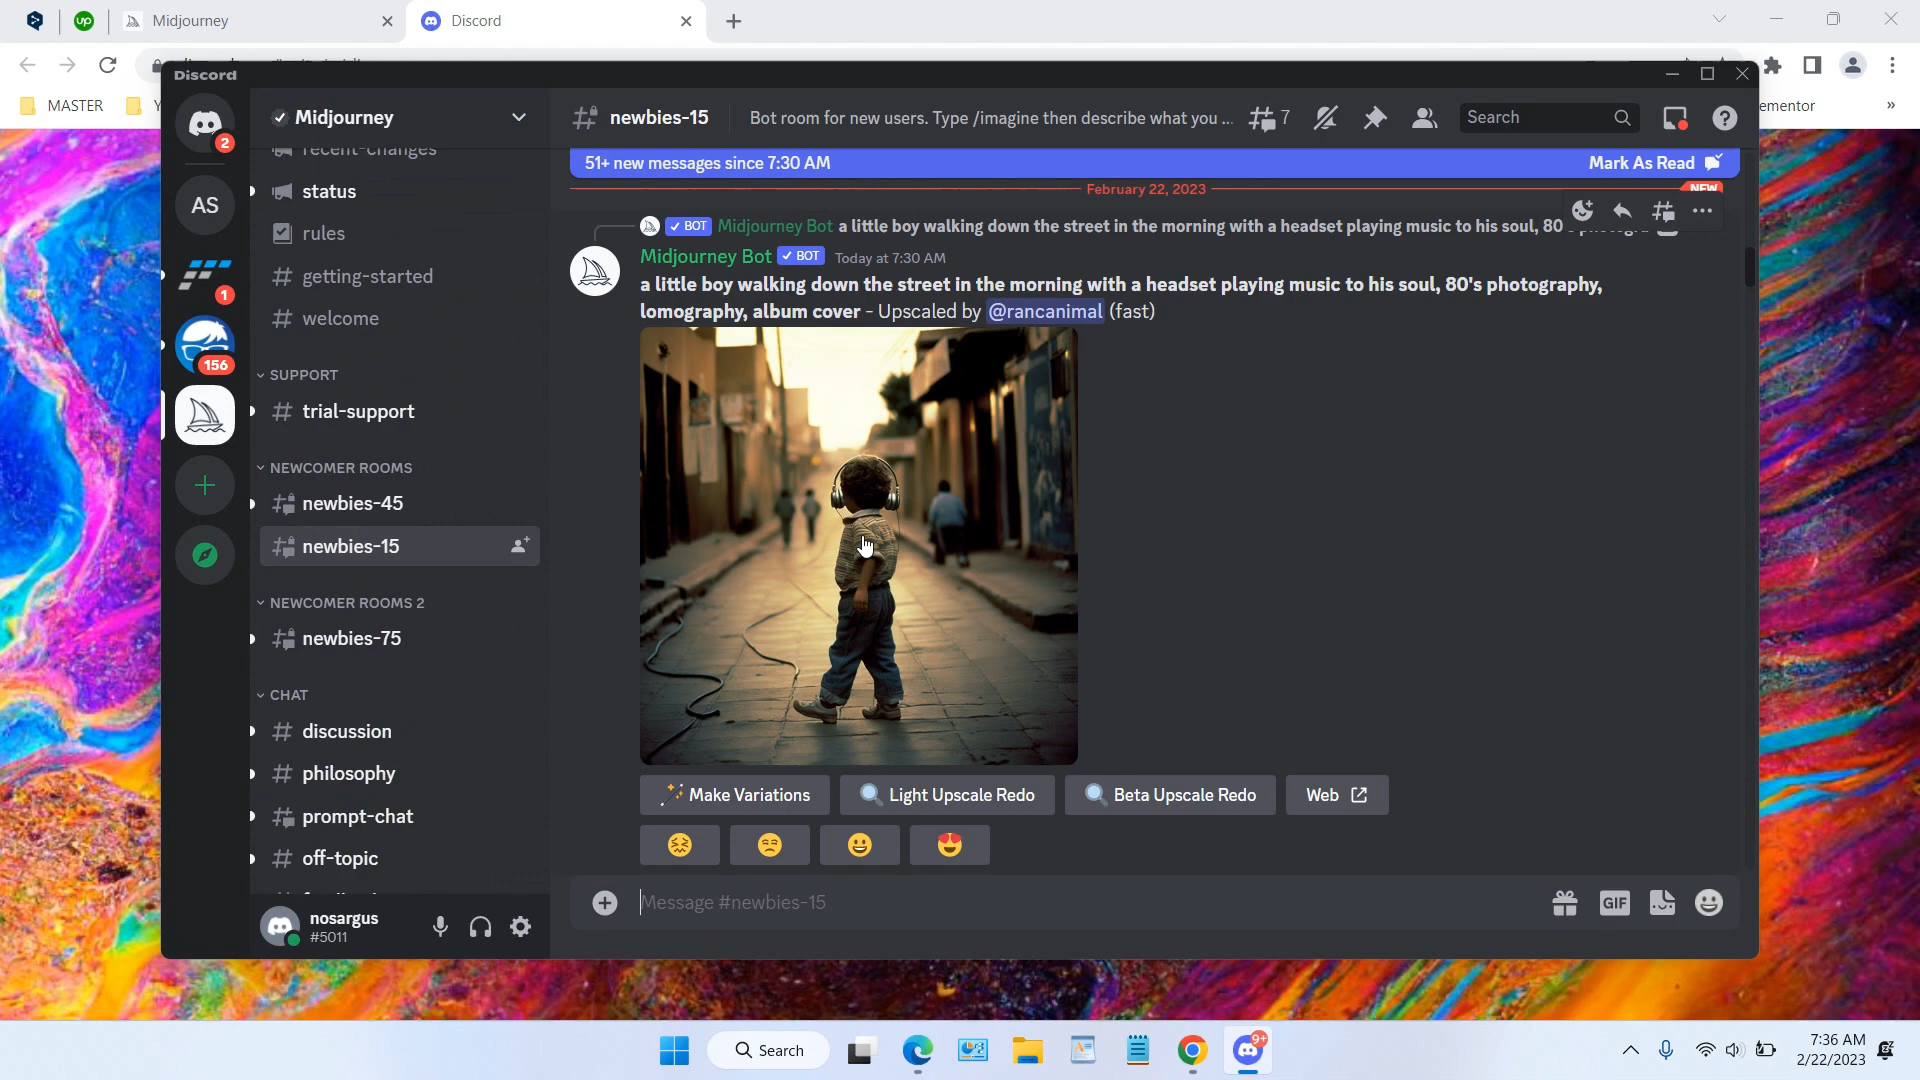 up
Midjourney
Discord
MASTER
Y
ementor
»
Discord
2
AS
1
156
Midjourney
recent-changes
status
rules
getting-started
welcome
SUPPORT
trial-support
NEWCOMER ROOMS
newbies-45
newbies-15
NEWCOMER ROOMS 2
newbies-75
CHAT
discussion
philosophy
prompt-chat
off-topic
nosargus
#5011
newbies-15
Bot room for new users. Type /imagine then describe what you ...
7
Search
51+ new messages since 7:30 AM
Mark As Read
February 22, 2023
NEW
BOT Midjourney Bot a little boy walking down the street in the morning with a headset playing music to his soul, 80
Midjourney Bot BOT Today at 7:30 AM
a little boy walking down the street in the morning with a headset playing music to his soul, 80's photography,
lomography, album cover - Upscaled by @rancanimal (fast)
Make Variations
Light Upscale Redo
Beta Upscale Redo
Web
Message #newbies-15
GIF
Search
9+
7:36 AM
2/22/2023